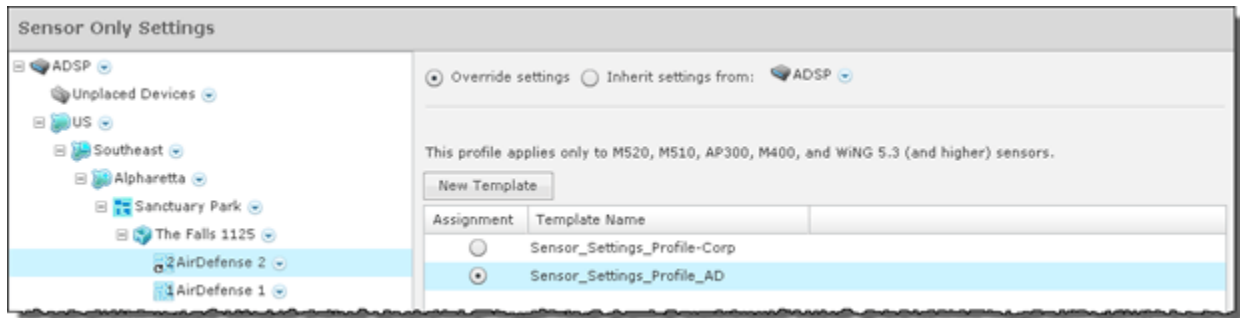 Sensor Only Settings
ADSP
Unplaced Devices
US
Southeast
Alpharetta
Sanctuary Park
The Falls 1125
2 AirDefense 2
1 AirDefense 1
Override settings Inherit settings from: ADSP
This profile applies only to M520, M510, AP300, M400, and WiNG 5.3 (and higher) sensors.
New Template
Assignment Template Name
Sensor_Settings_Profile-Corp
Sensor_Settings_Profile_AD